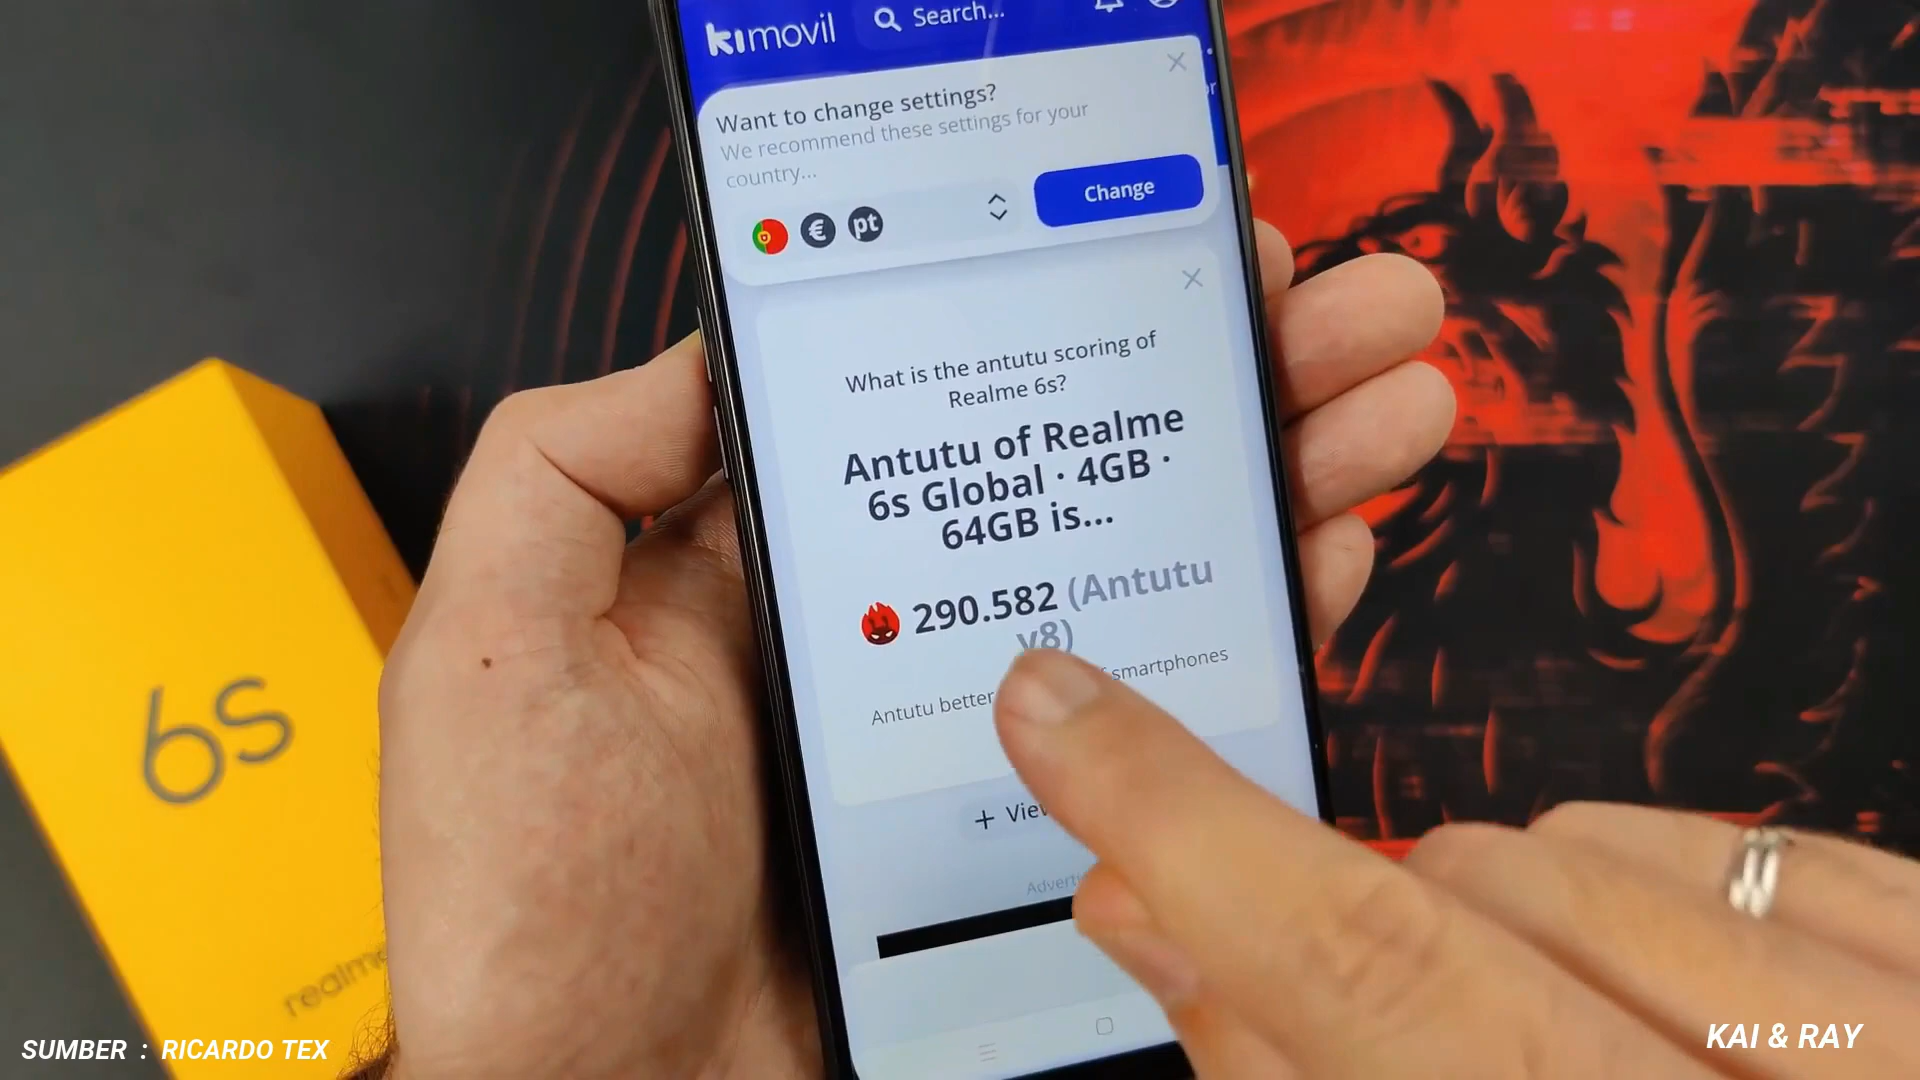 kimovil
Search...
Want to change settings?
We recommend these settings for your
country...
€ pt
Change
What is the antutu scoring of
Realme 6s?
Antutu of Realme
6s Global · 4GB ·
64GB is...
290.582 (Antutu
v8)
Antutu better
smartphones
+ View
6s
realme
SUMBER : RICARDO TEX
KAI & RAY